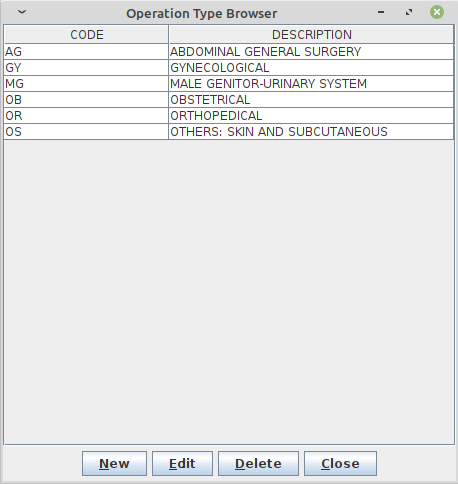 Operation Type Browser
CODE DESCRIPTION
AG ABDOMINAL GENERAL SURGERY
GY GYNECOLOGICAL
MG MALE GENITOR-URINARY SYSTEM
OB OBSTETRICAL
OR ORTHOPEDICAL
OS OTHERS: SKIN AND SUBCUTANEOUS
New Edit Delete Close